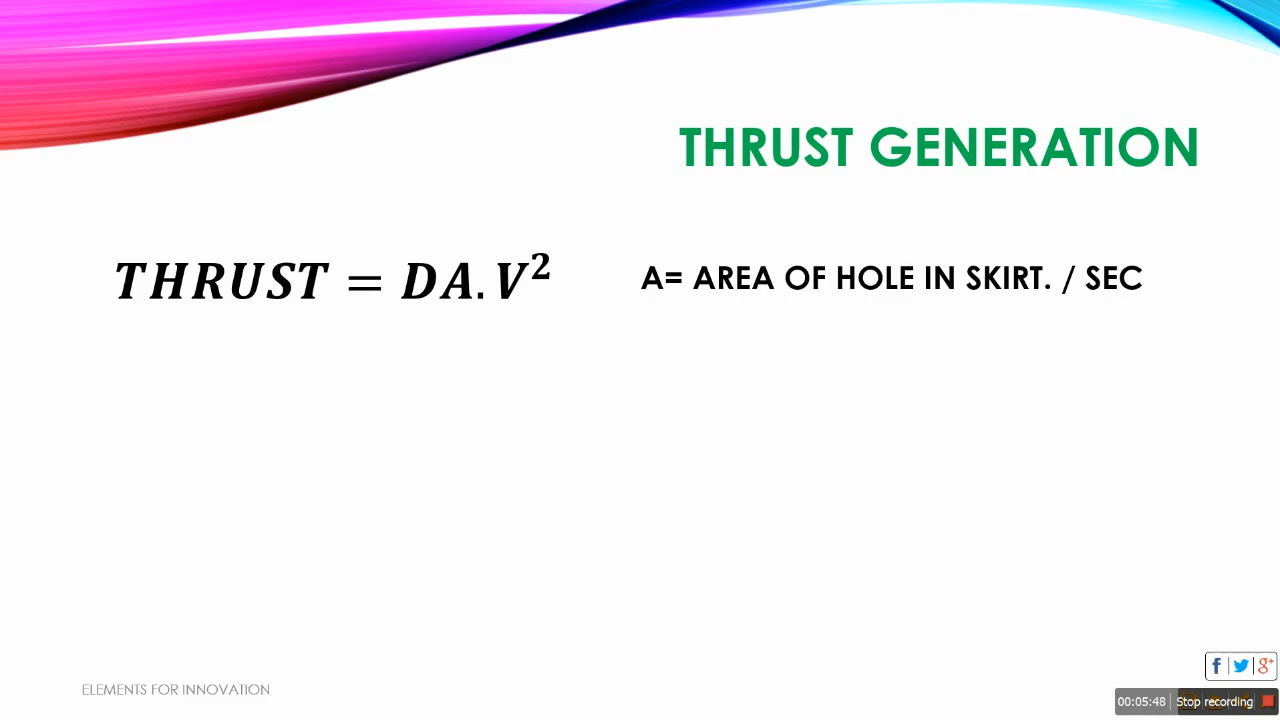 THRUST GENERATION
THRUST = DA.V²
A= AREA OF HOLE IN SKIRT. / SEC
f
g+
ELEMENTS FOR INNOVATION
00:05:48
Stop recording